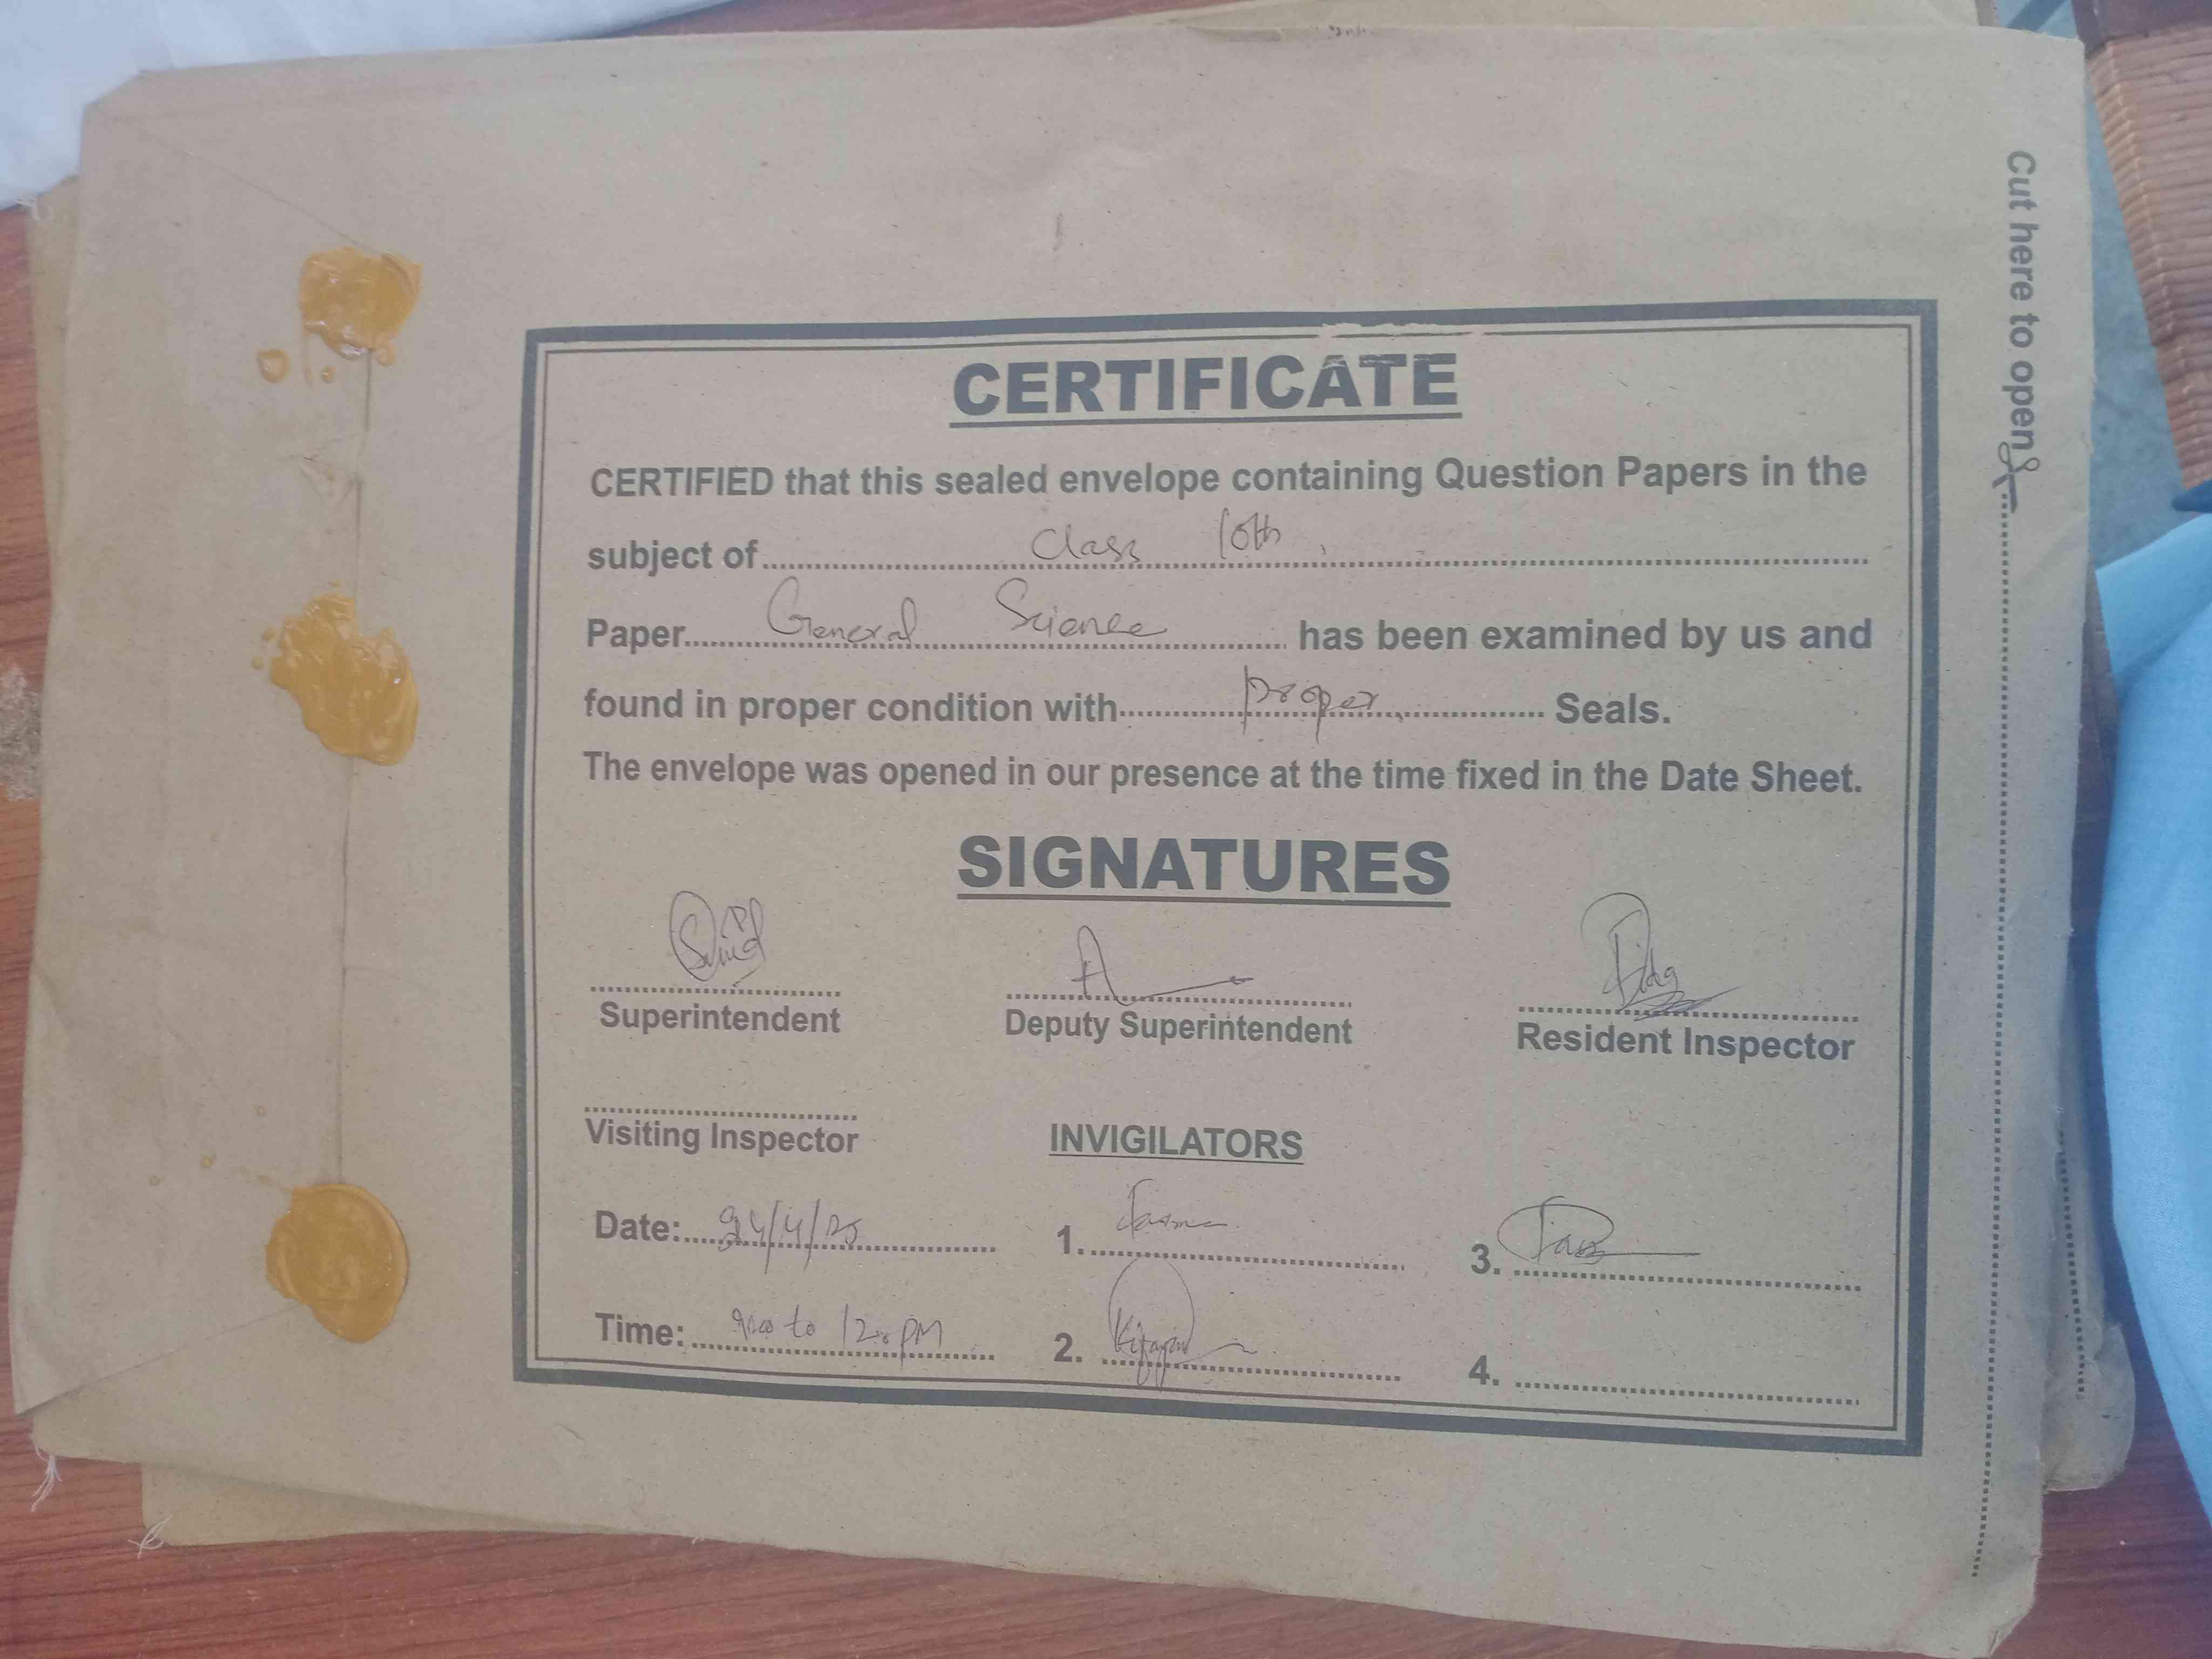 CERTIFICATE
CERTIFIED that this sealed envelope containing Question Papers in the
subject of Class 10th
Paper General Science has been examined by us and
found in proper condition with proper Seals.
The envelope was opened in our presence at the time fixed in the Date Sheet.
SIGNATURES
Superintendent Deputy Superintendent Resident Inspector
Visiting Inspector INVIGILATORS
Date: 24/4/25 1. 3.
Time: 9:00 to 12:00 PM 2. 4.
Cut here to open